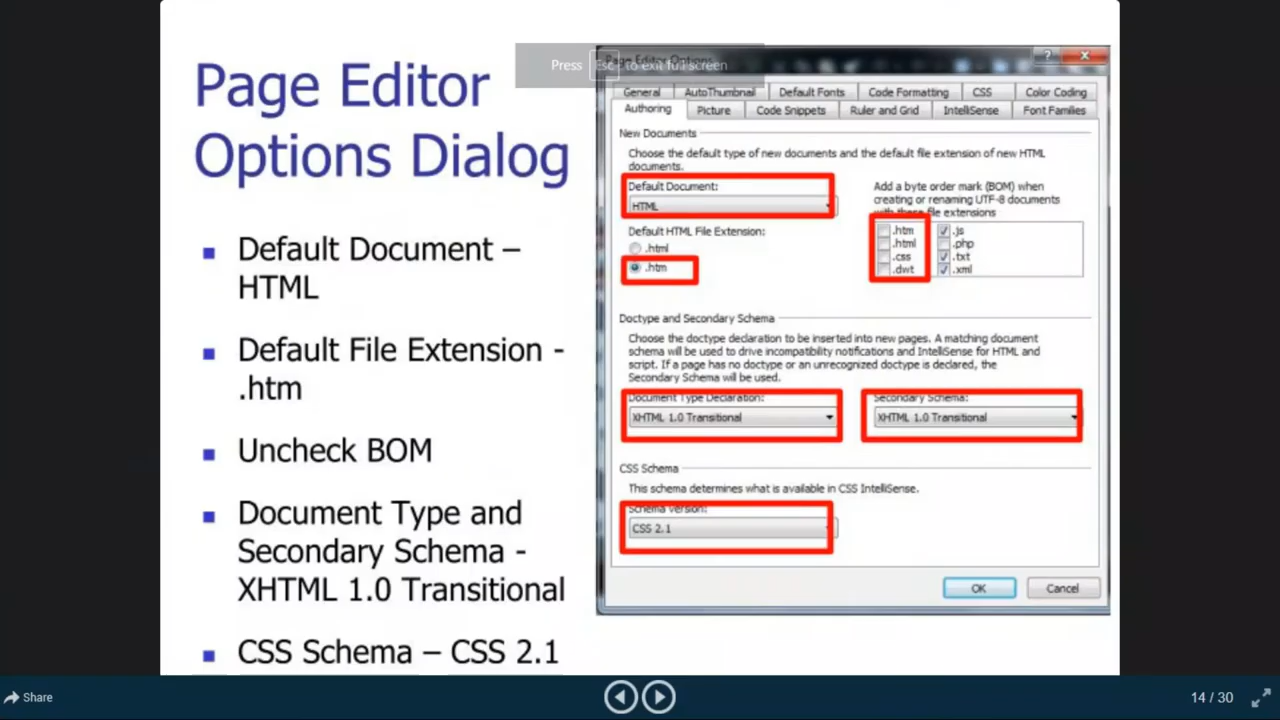 Page Editor
Options Dialog
Default Document –
HTML
Default File Extension -
.htm
Uncheck BOM
Document Type and
Secondary Schema -
XHTML 1.0 Transitional
CSS Schema – CSS 2.1
Press Esc to exit full screen
Page Editor Options
General AutoThumbnail Default Fonts Code Formatting CSS Color Coding
Authoring Picture Code Snippets Ruler and Grid IntelliSense Font Families
New Documents
Choose the default type of new documents and the default file extension of new HTML
documents.
Default Document:
HTML
Default HTML File Extension:
.html
.htm
Add a byte order mark (BOM) when
creating or renaming UTF-8 documents
with these file extensions
.htm .js
.html .php
.css .txt
.dwt .xml
Doctype and Secondary Schema
Choose the doctype declaration to be inserted into new pages. A matching document
schema will be used to drive incompatibility notifications and IntelliSense for HTML and
script. If a page has no doctype or an unrecognized doctype is declared, the
Secondary Schema will be used.
Document Type Declaration: Secondary Schema:
XHTML 1.0 Transitional XHTML 1.0 Transitional
CSS Schema
This schema determines what is available in CSS IntelliSense.
Schema version:
CSS 2.1
OK Cancel
Share 14 / 30